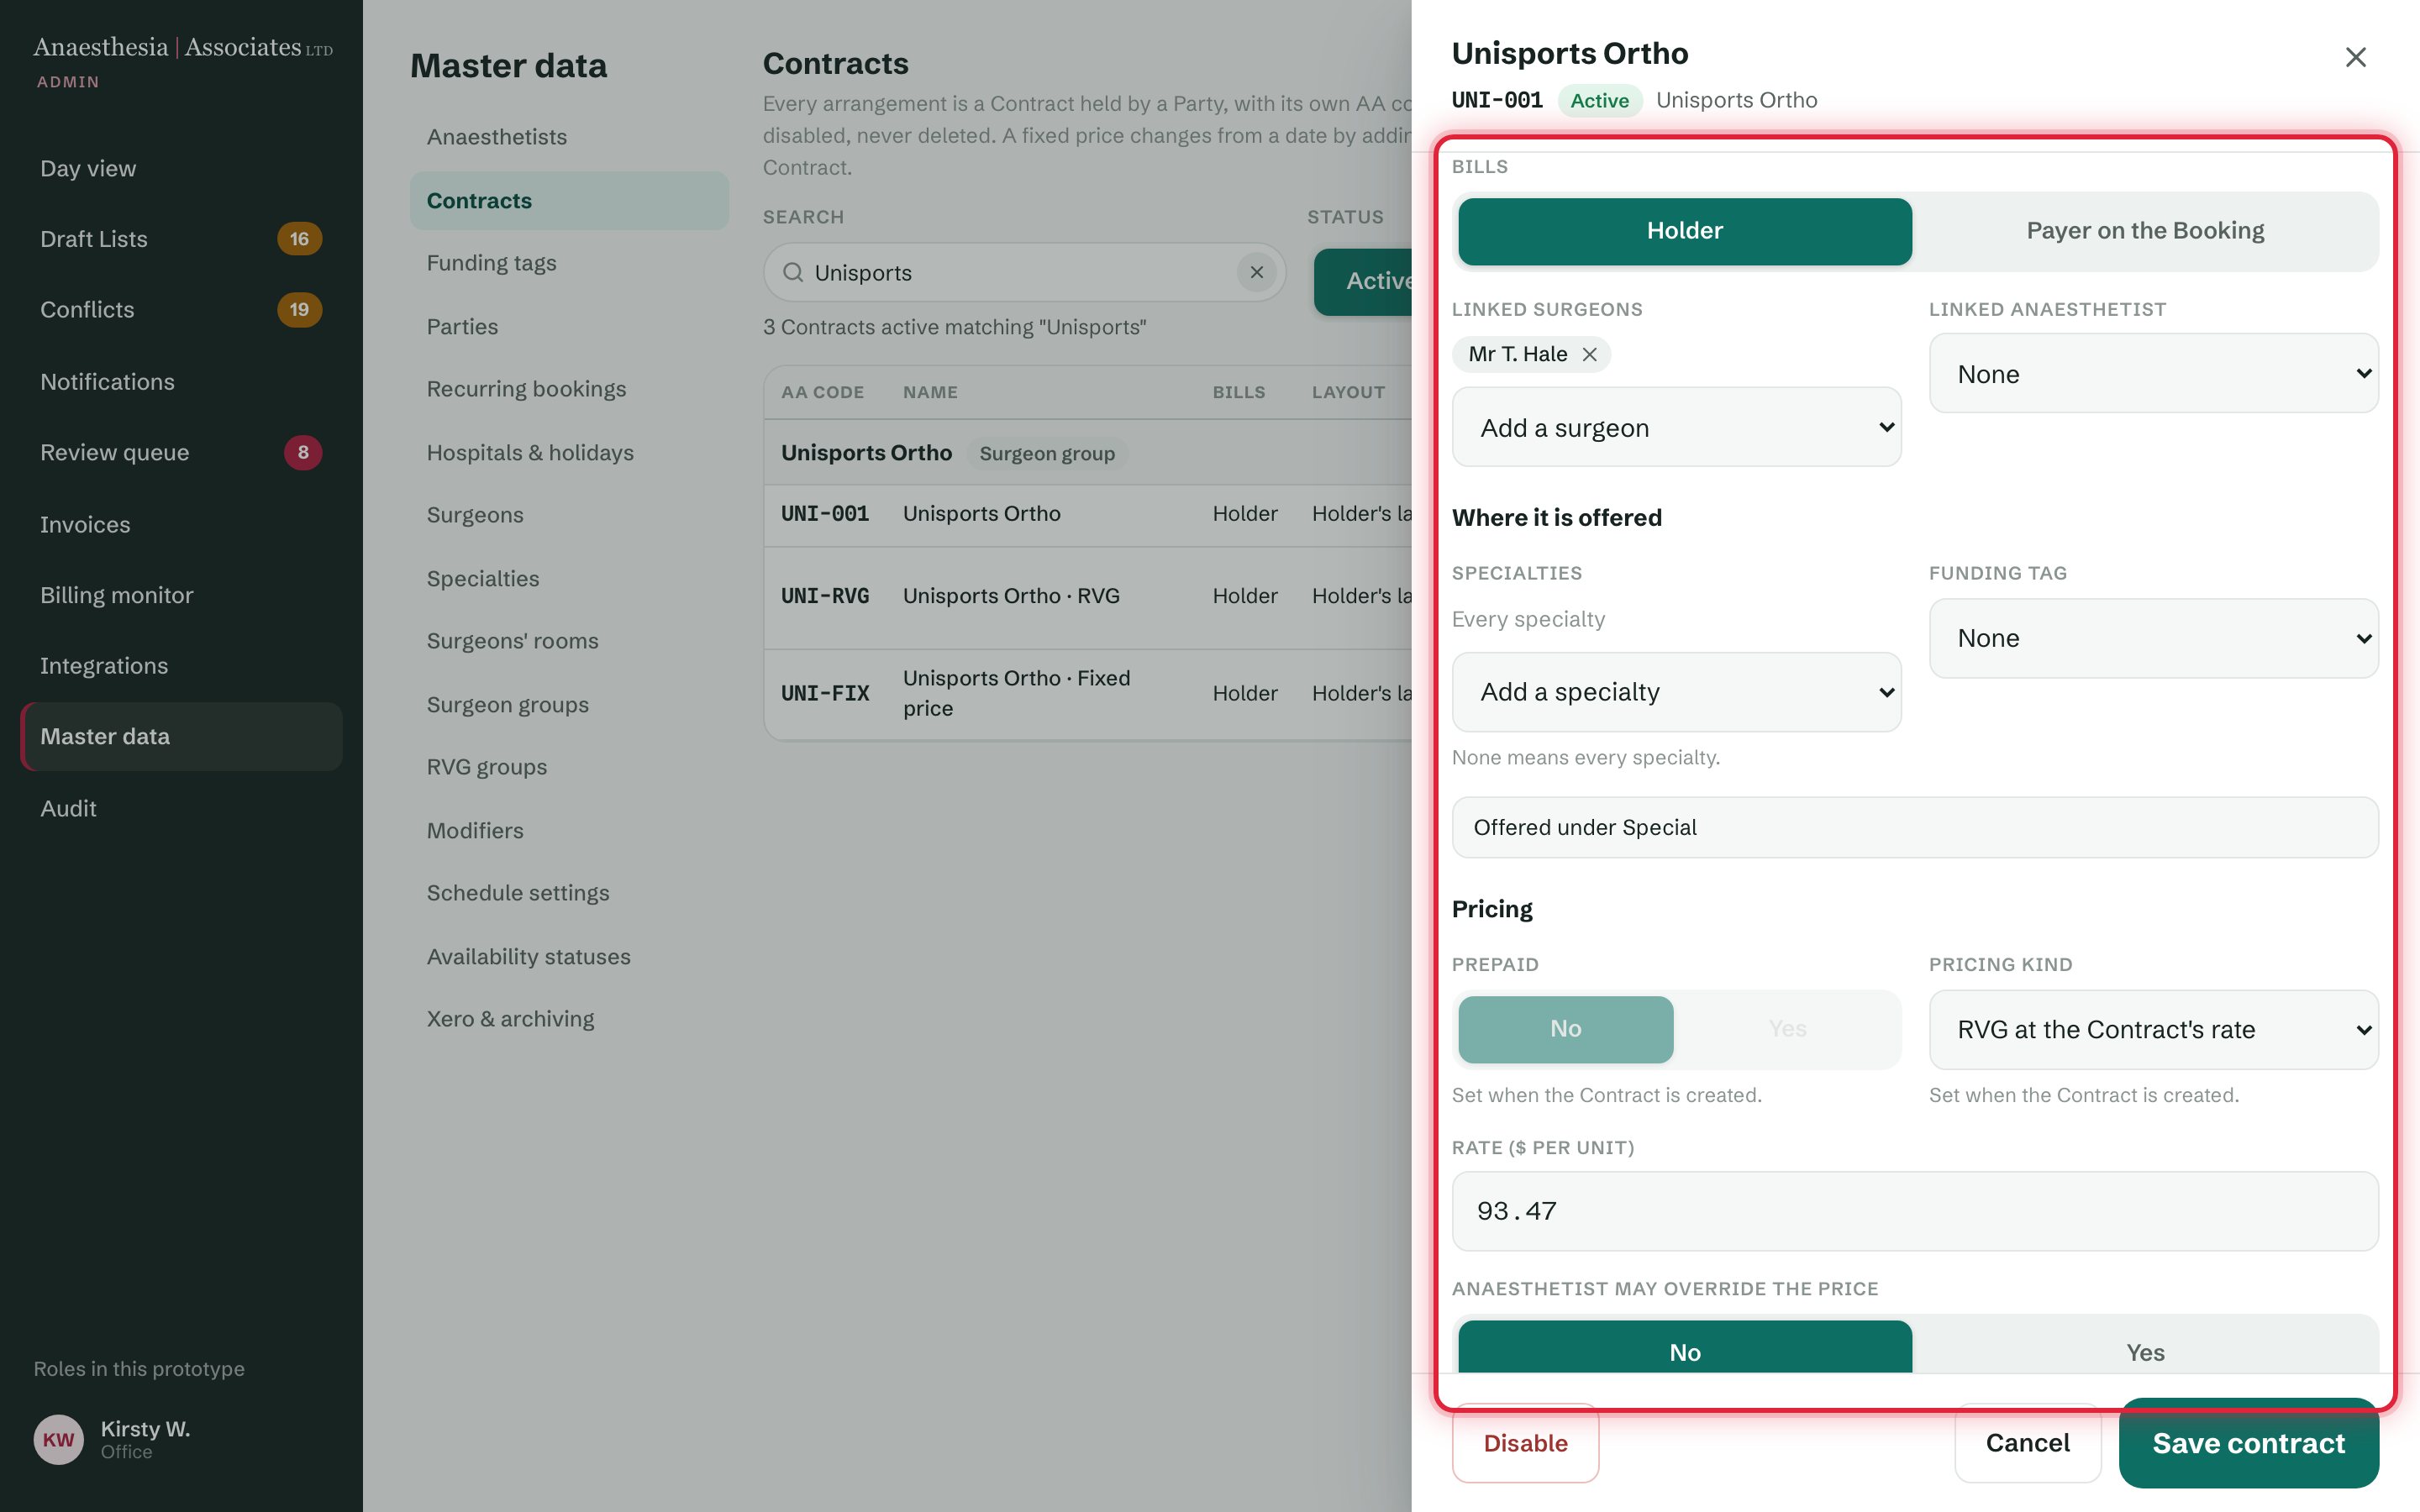 Anaesthesia | Associates LTD
ADMIN
Day view
Draft Lists 16
Conflicts 19
Notifications
Review queue 8
Invoices
Billing monitor
Integrations
Master data
Audit
Roles in this prototype
KW
Kirsty W.
Office
Master data
Anaesthetists
Contracts
Funding tags
Parties
Recurring bookings
Hospitals & holidays
Surgeons
Specialties
Surgeons' rooms
Surgeon groups
RVG groups
Modifiers
Schedule settings
Availability statuses
Xero & archiving
Contracts
Every arrangement is a Contract held by a Party, with its own AA
disabled, never deleted. A fixed price changes from a date by
Contract.
SEARCH STATUS
Unisports Active
3 Contracts active matching "Unisports"
AA CODE NAME BILLS LAYOUT
Unisports Ortho Surgeon group
UNI-001 Unisports Ortho Holder Holder's
UNI-RVG Unisports Ortho · RVG Holder Holder's
UNI-FIX Unisports Ortho · Fixed price Holder Holder's
Unisports Ortho
UNI-001 Active Unisports Ortho
BILLS
Holder Payer on the Booking
LINKED SURGEONS LINKED ANAESTHETIST
Mr T. Hale
None
Add a surgeon
Where it is offered
SPECIALTIES FUNDING TAG
Every specialty
None
Add a specialty
None means every specialty.
Offered under Special
Pricing
PREPAID PRICING KIND
No Yes RVG at the Contract's rate
Set when the Contract is created. Set when the Contract is created.
RATE ($ PER UNIT)
93.47
ANAESTHETIST MAY OVERRIDE THE PRICE
No Yes
Disable Cancel Save contract